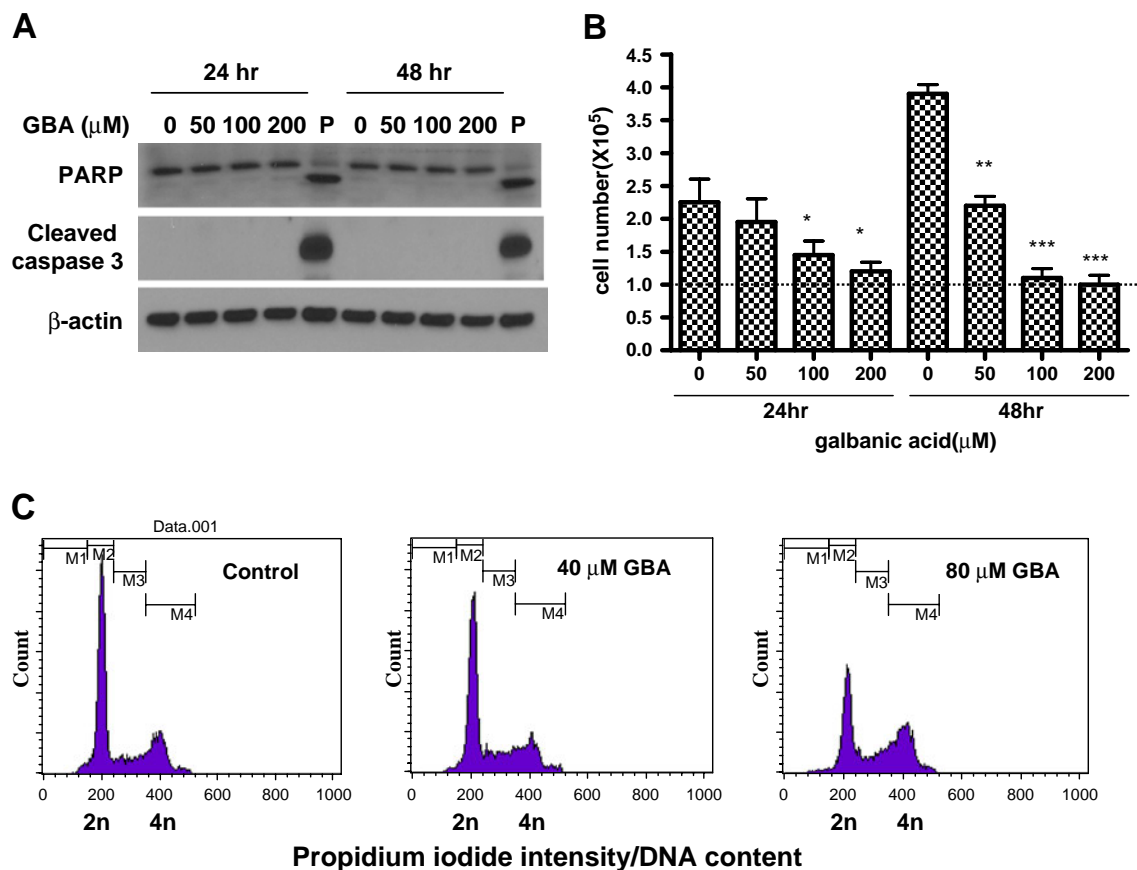 A
24 hr 48 hr
GBA (μM) 0 50 100 200 P 0 50 100 200 P
PARP
Cleaved
caspase 3
β-actin
B
cell number(X10⁵)
4.5
4.0
3.5
3.0
2.5
2.0
1.5
1.0
0.5
0.0
* * ** *** ***
0 50 100 200 0 50 100 200
24hr 48hr
galbanic acid(μM)
C
Data.001
M1 M2 M3 M4
Control
Count
0 200 400 600 800 1000
2n 4n
M1 M2 M3 M4
40 μM GBA
Count
0 200 400 600 800 1000
2n 4n
M1 M2 M3 M4
80 μM GBA
Count
0 200 400 600 800 1000
2n 4n
Propidium iodide intensity/DNA content